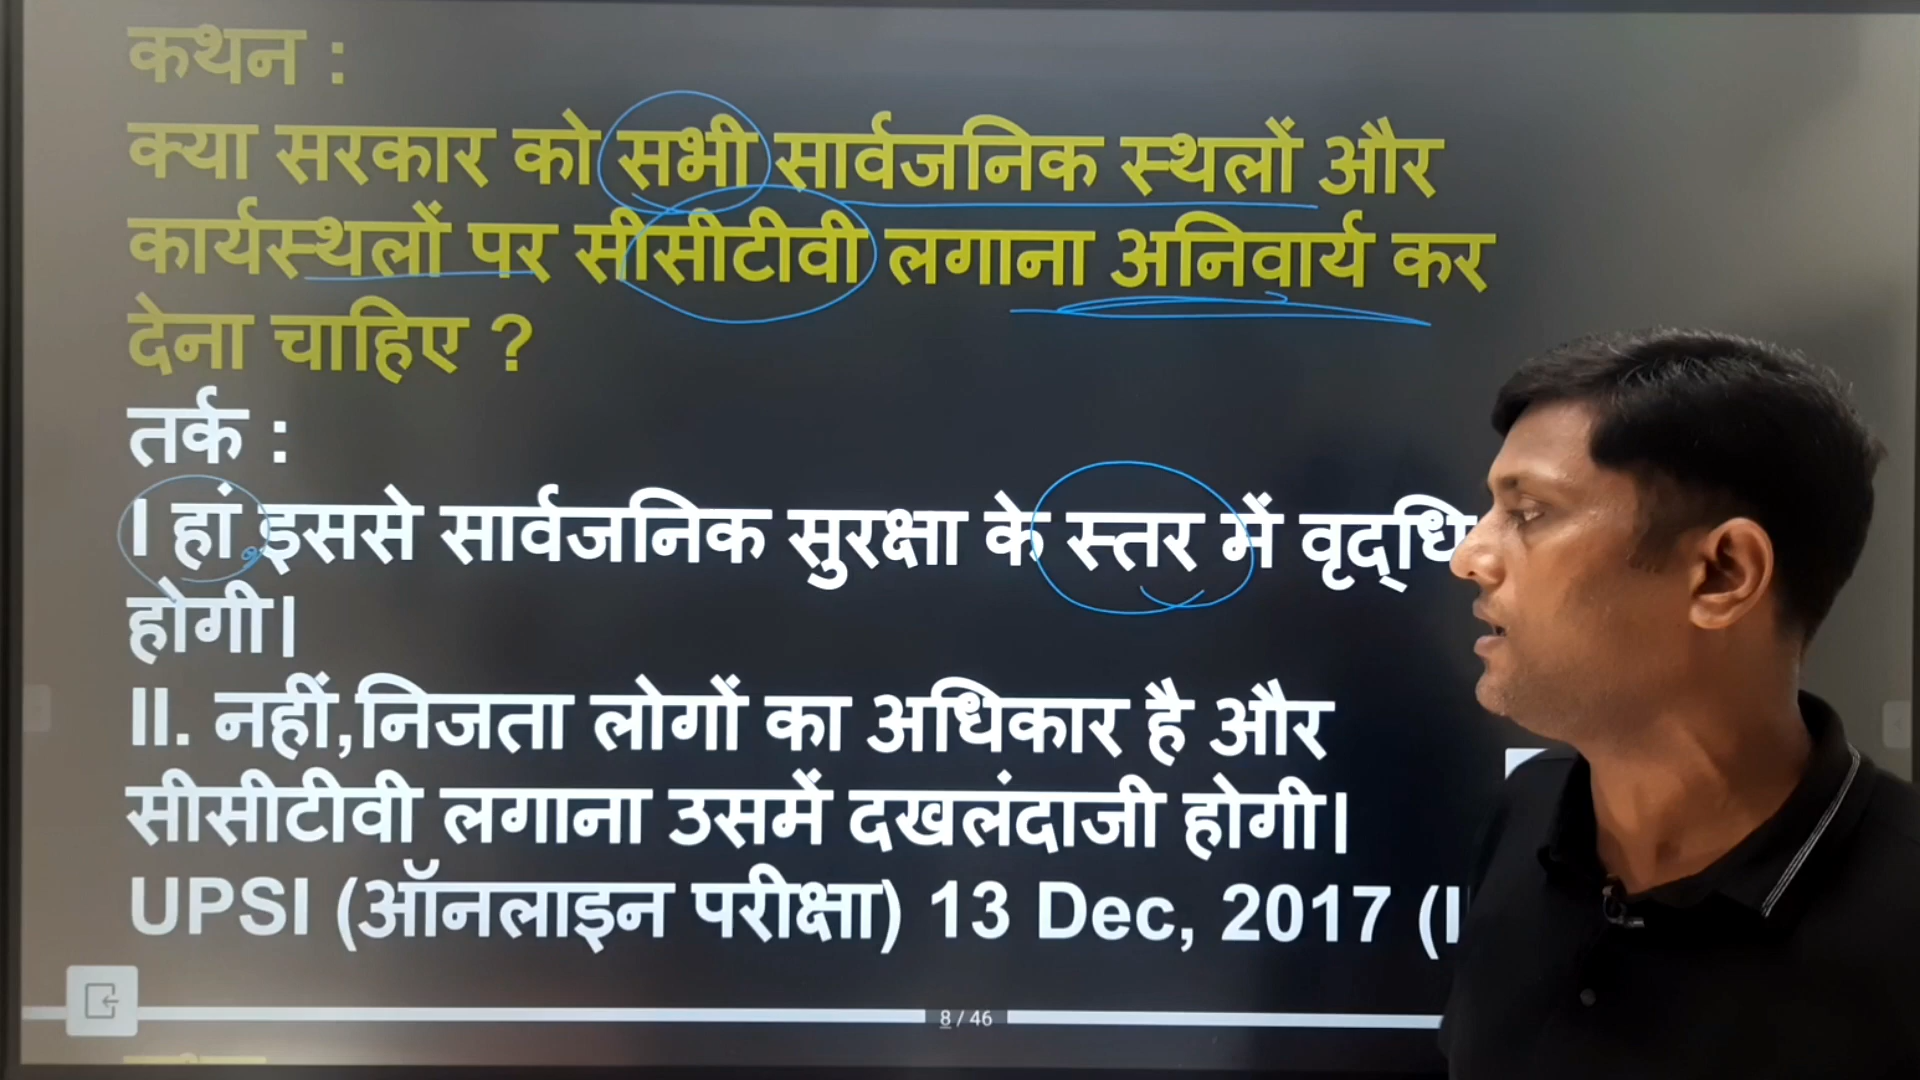 कथन :
क्या सरकार को सभी सार्वजनिक स्थलों और
कार्यस्थलों पर सीसीटीवी लगाना अनिवार्य कर
देना चाहिए ?
तर्क :
I हां इससे सार्वजनिक सुरक्षा के स्तर में वृद्धि
होगी।
II. नहीं,निजता लोगों का अधिकार है और
सीसीटीवी लगाना उसमें दखलंदाजी होगी।
UPSI (ऑनलाइन परीक्षा) 13 Dec, 2017 (I
8 / 46